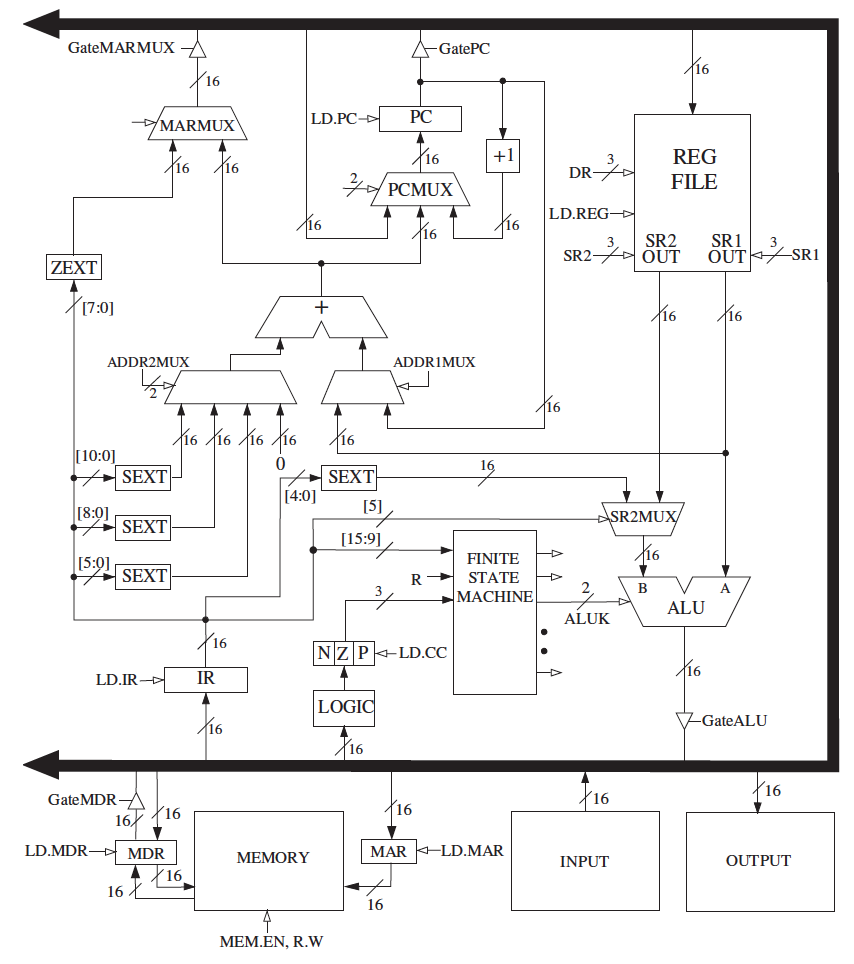 GateMARMUX
GatePC
16
16
MARMUX
LD.PC
PC
16
+1
REG
FILE
DR
3
16
16
2
PCMUX
LD.REG
16
16
16
SR2
3
SR2
OUT
SR1
OUT
3
SR1
ZEXT
[7:0]
+
16
16
ADDR2MUX
2
ADDR1MUX
16
16
16
16
16
16
0
[10:0]
SEXT
[4:0]
SEXT
16
[8:0]
SEXT
[5]
SR2MUX
[15:9]
16
[5:0]
SEXT
R
3
FINITE
STATE
MACHINE
2
ALUK
B
A
ALU
16
N Z P
LD.CC
LD.IR
IR
16
LOGIC
16
16
GateALU
GateMDR
16
16
16
16
16
LD.MDR
MDR
16
16
MEMORY
MAR
LD.MAR
16
INPUT
OUTPUT
MEM.EN, R.W